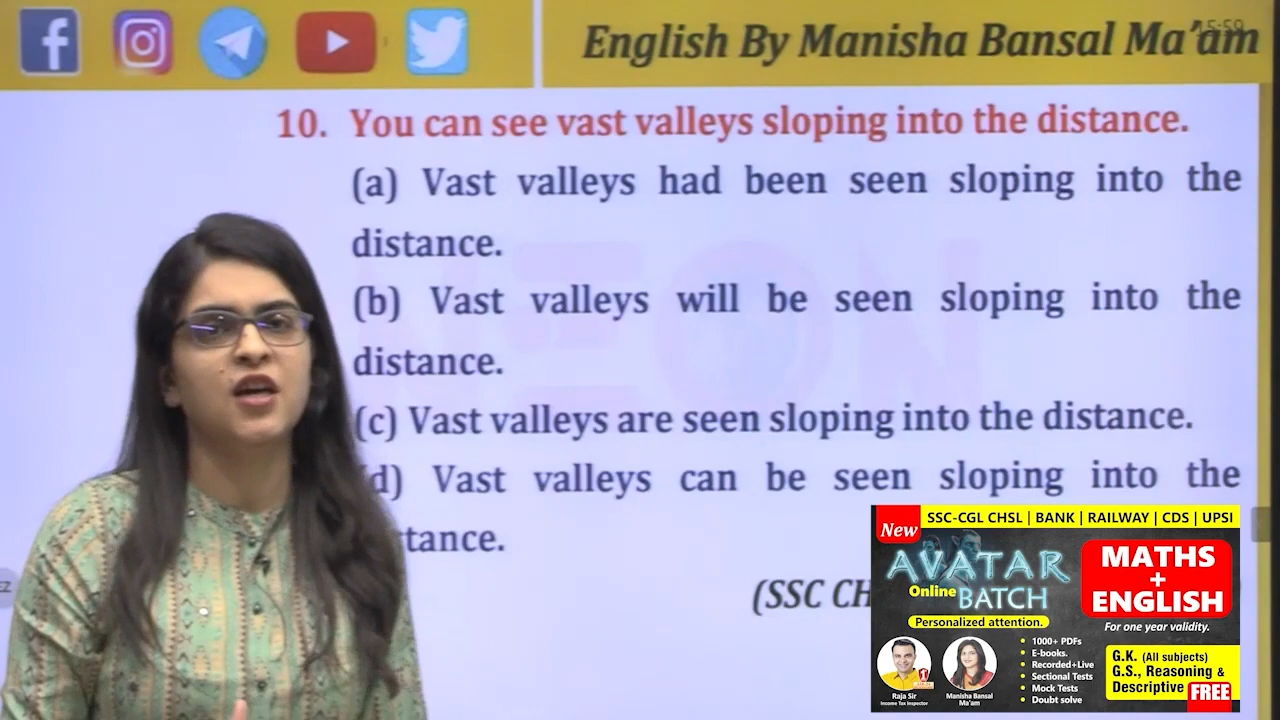 English By Manisha Bansal Ma'am
15:59
10. You can see vast valleys sloping into the distance.
(a) Vast valleys had been seen sloping into the
distance.
(b) Vast valleys will be seen sloping into the
distance.
(c) Vast valleys are seen sloping into the distance.
d) Vast valleys can be seen sloping into the
stance.
(SSC CH
New
SSC-CGL CHSL | BANK | RAILWAY | CDS | UPSI
AVATAR
Online BATCH
Personalized attention.
MATHS
+
ENGLISH
For one year validity.
• 1000+ PDFs
• E-books.
• Recorded+Live
• Sectional Tests
• Mock Tests
• Doubt solve
Raja Sir
Income Tax Inspector
Manisha Bansal
Ma'am
G.K. (All subjects)
G.S., Reasoning &
Descriptive FREE